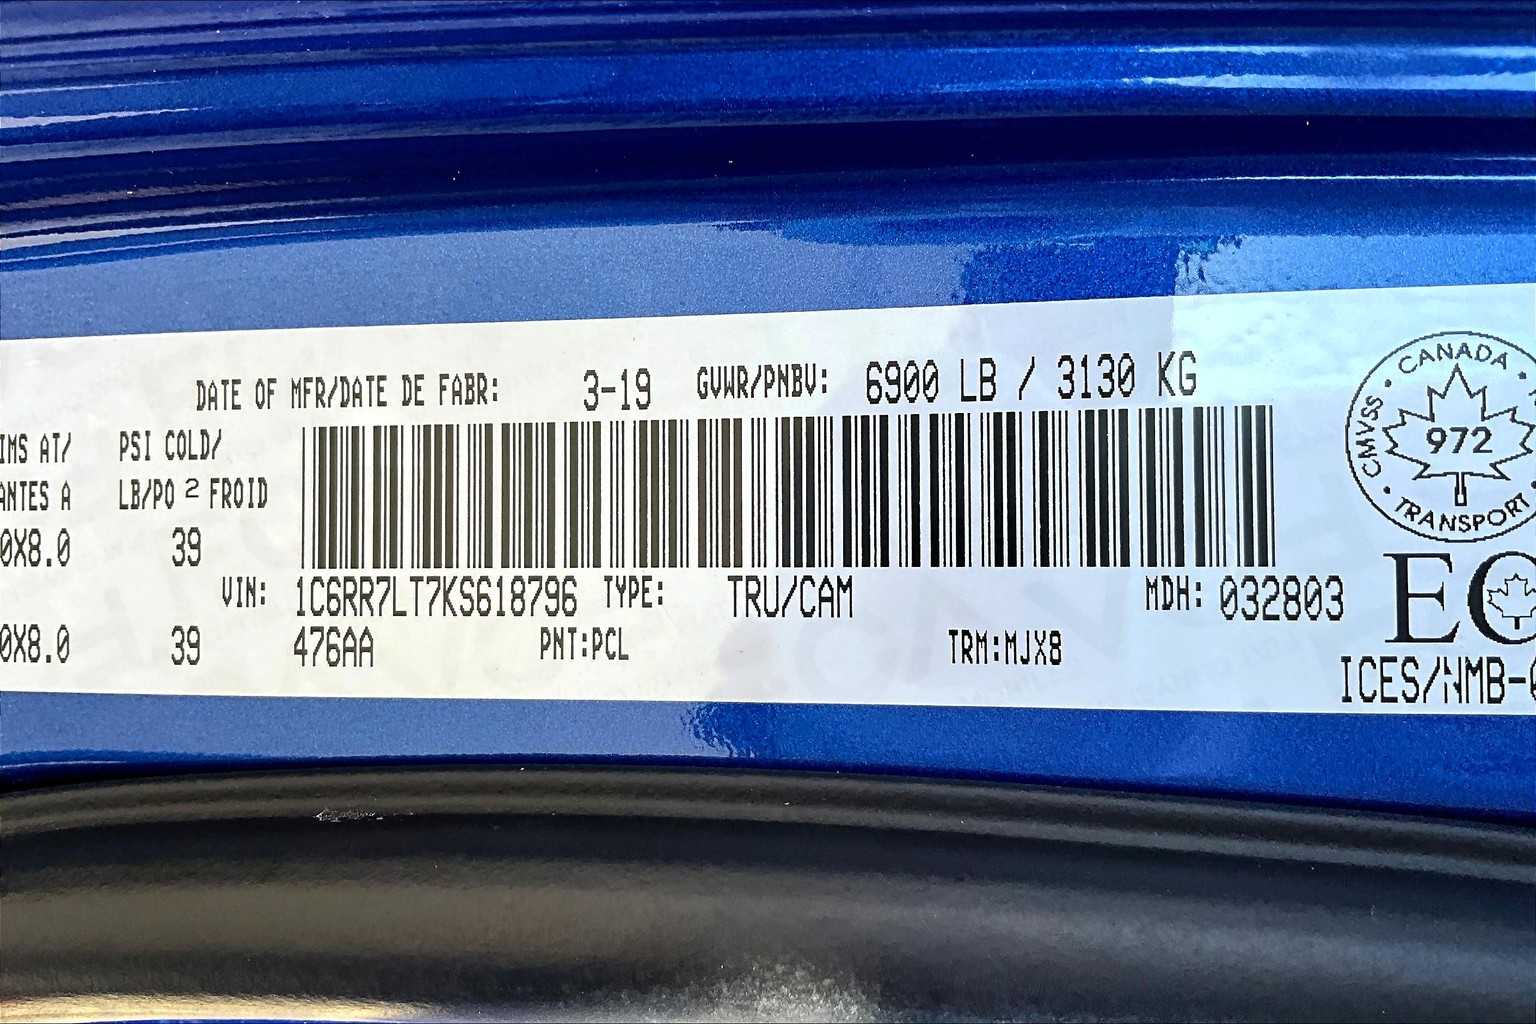 DATE OF MFR/DATE DE FABR: 3-19 GVWR/PNBV: 6900 LB / 3130 KG
IMS AT/ PSI COLD/
ANTES A LB/PO 2 FROID
0X8.0 39
VIN: 1C6RR7LT7KS618796 TYPE: TRU/CAM MDH: 032803
0X8.0 39 476AA PNT:PCL TRM:MJX8
CANADA
CMVSS
972
TRANSPORT
ICES/NMB-